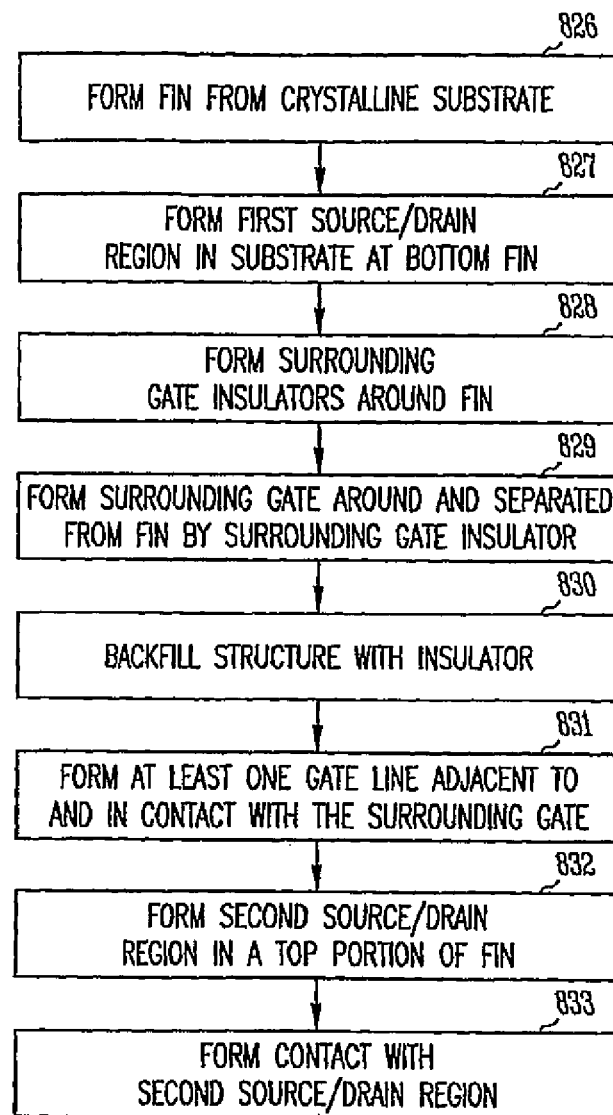 826
FORM FIN FROM CRYSTALLINE SUBSTRATE
827
FORM FIRST SOURCE/DRAIN
REGION IN SUBSTRATE AT BOTTOM FIN
828
FORM SURROUNDING
GATE INSULATORS AROUND FIN
829
FORM SURROUNDING GATE AROUND AND SEPARATED
FROM FIN BY SURROUNDING GATE INSULATOR
830
BACKFILL STRUCTURE WITH INSULATOR
831
FORM AT LEAST ONE GATE LINE ADJACENT TO
AND IN CONTACT WITH THE SURROUNDING GATE
832
FORM SECOND SOURCE/DRAIN
REGION IN A TOP PORTION OF FIN
833
FORM CONTACT WITH
SECOND SOURCE/DRAIN REGION